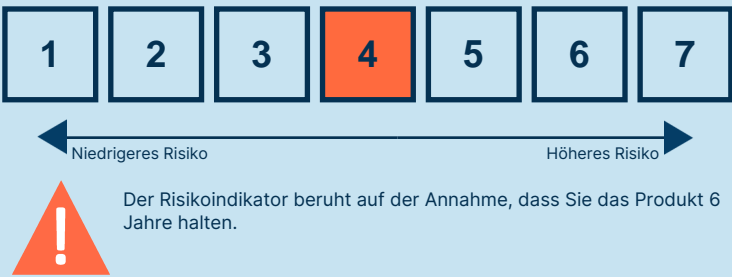 1 2 3 4 5 6 7
Niedrigeres Risiko Höheres Risiko
!
Der Risikoindikator beruht auf der Annahme, dass Sie das Produkt 6
Jahre halten.